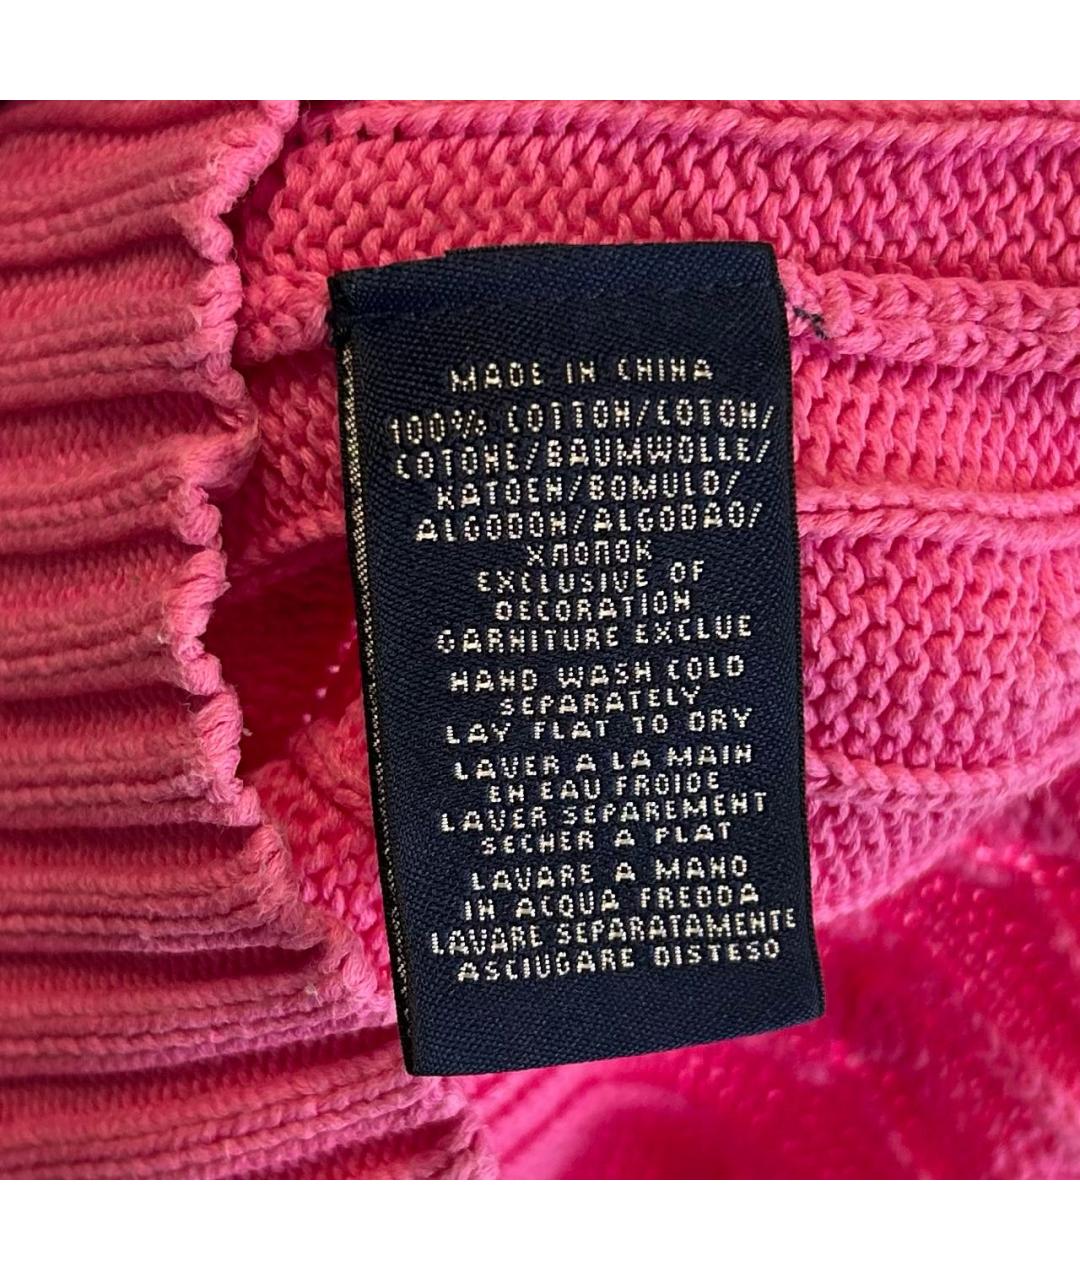 MADE IN CHINA
100% COTTON/COTON/
COTONE/BAUMWOLLE/
KATOEN/BOMULD/
ALGODON/ALGODAO/
ХЛОПОК
EXCLUSIVE OF
DECORATION
GARNITURE EXCLUE
HAND WASH COLD
SEPARATELY
LAY FLAT TO DRY
LAVER A LA MAIN
EN EAU FROIDE
LAVER SEPAREMENT
SECHER A PLAT
LAVARE A MANO
IN ACQUA FREDDA
LAVARE SEPARATAMENTE
ASCIUGARE DISTESO